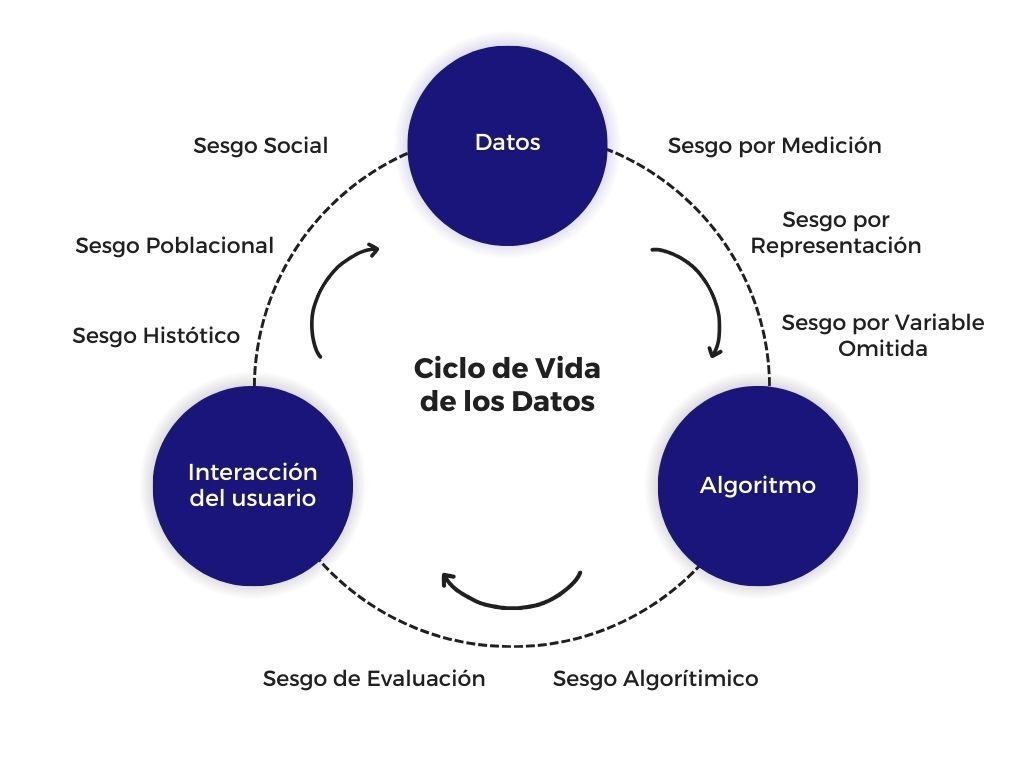 Datos
Sesgo Social
Sesgo por Medición
Sesgo por
Representación
Sesgo Poblacional
Sesgo por Variable
Omitida
Sesgo Histótico
Ciclo de Vida
de los Datos
Interacción
del usuario
Algoritmo
Sesgo de Evaluación
Sesgo Algorítimico